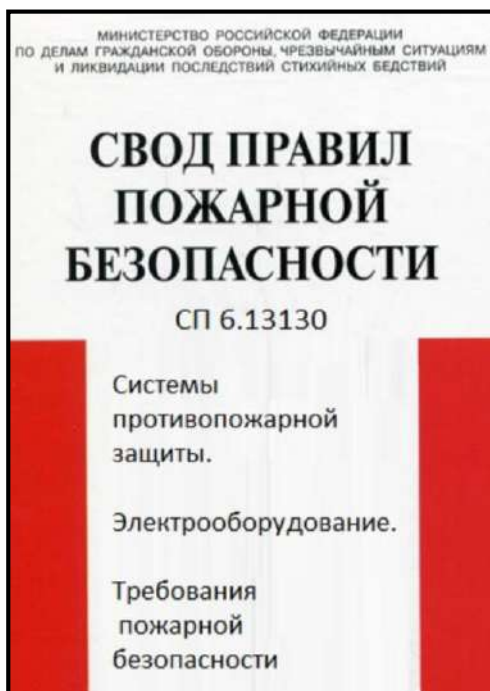 МИНИСТЕРСТВО РОССИЙСКОЙ ФЕДЕРАЦИИ
ПО ДЕЛАМ ГРАЖДАНСКОЙ ОБОРОНЫ, ЧРЕЗВЫЧАЙНЫМ СИТУАЦИЯМ
И ЛИКВИДАЦИИ ПОСЛЕДСТВИЙ СТИХИЙНЫХ БЕДСТВИЙ
СВОД ПРАВИЛ
ПОЖАРНОЙ
БЕЗОПАСНОСТИ
СП 6.13130
Системы
противопожарной
защиты.
Электрооборудование.
Требования
пожарной
безопасности